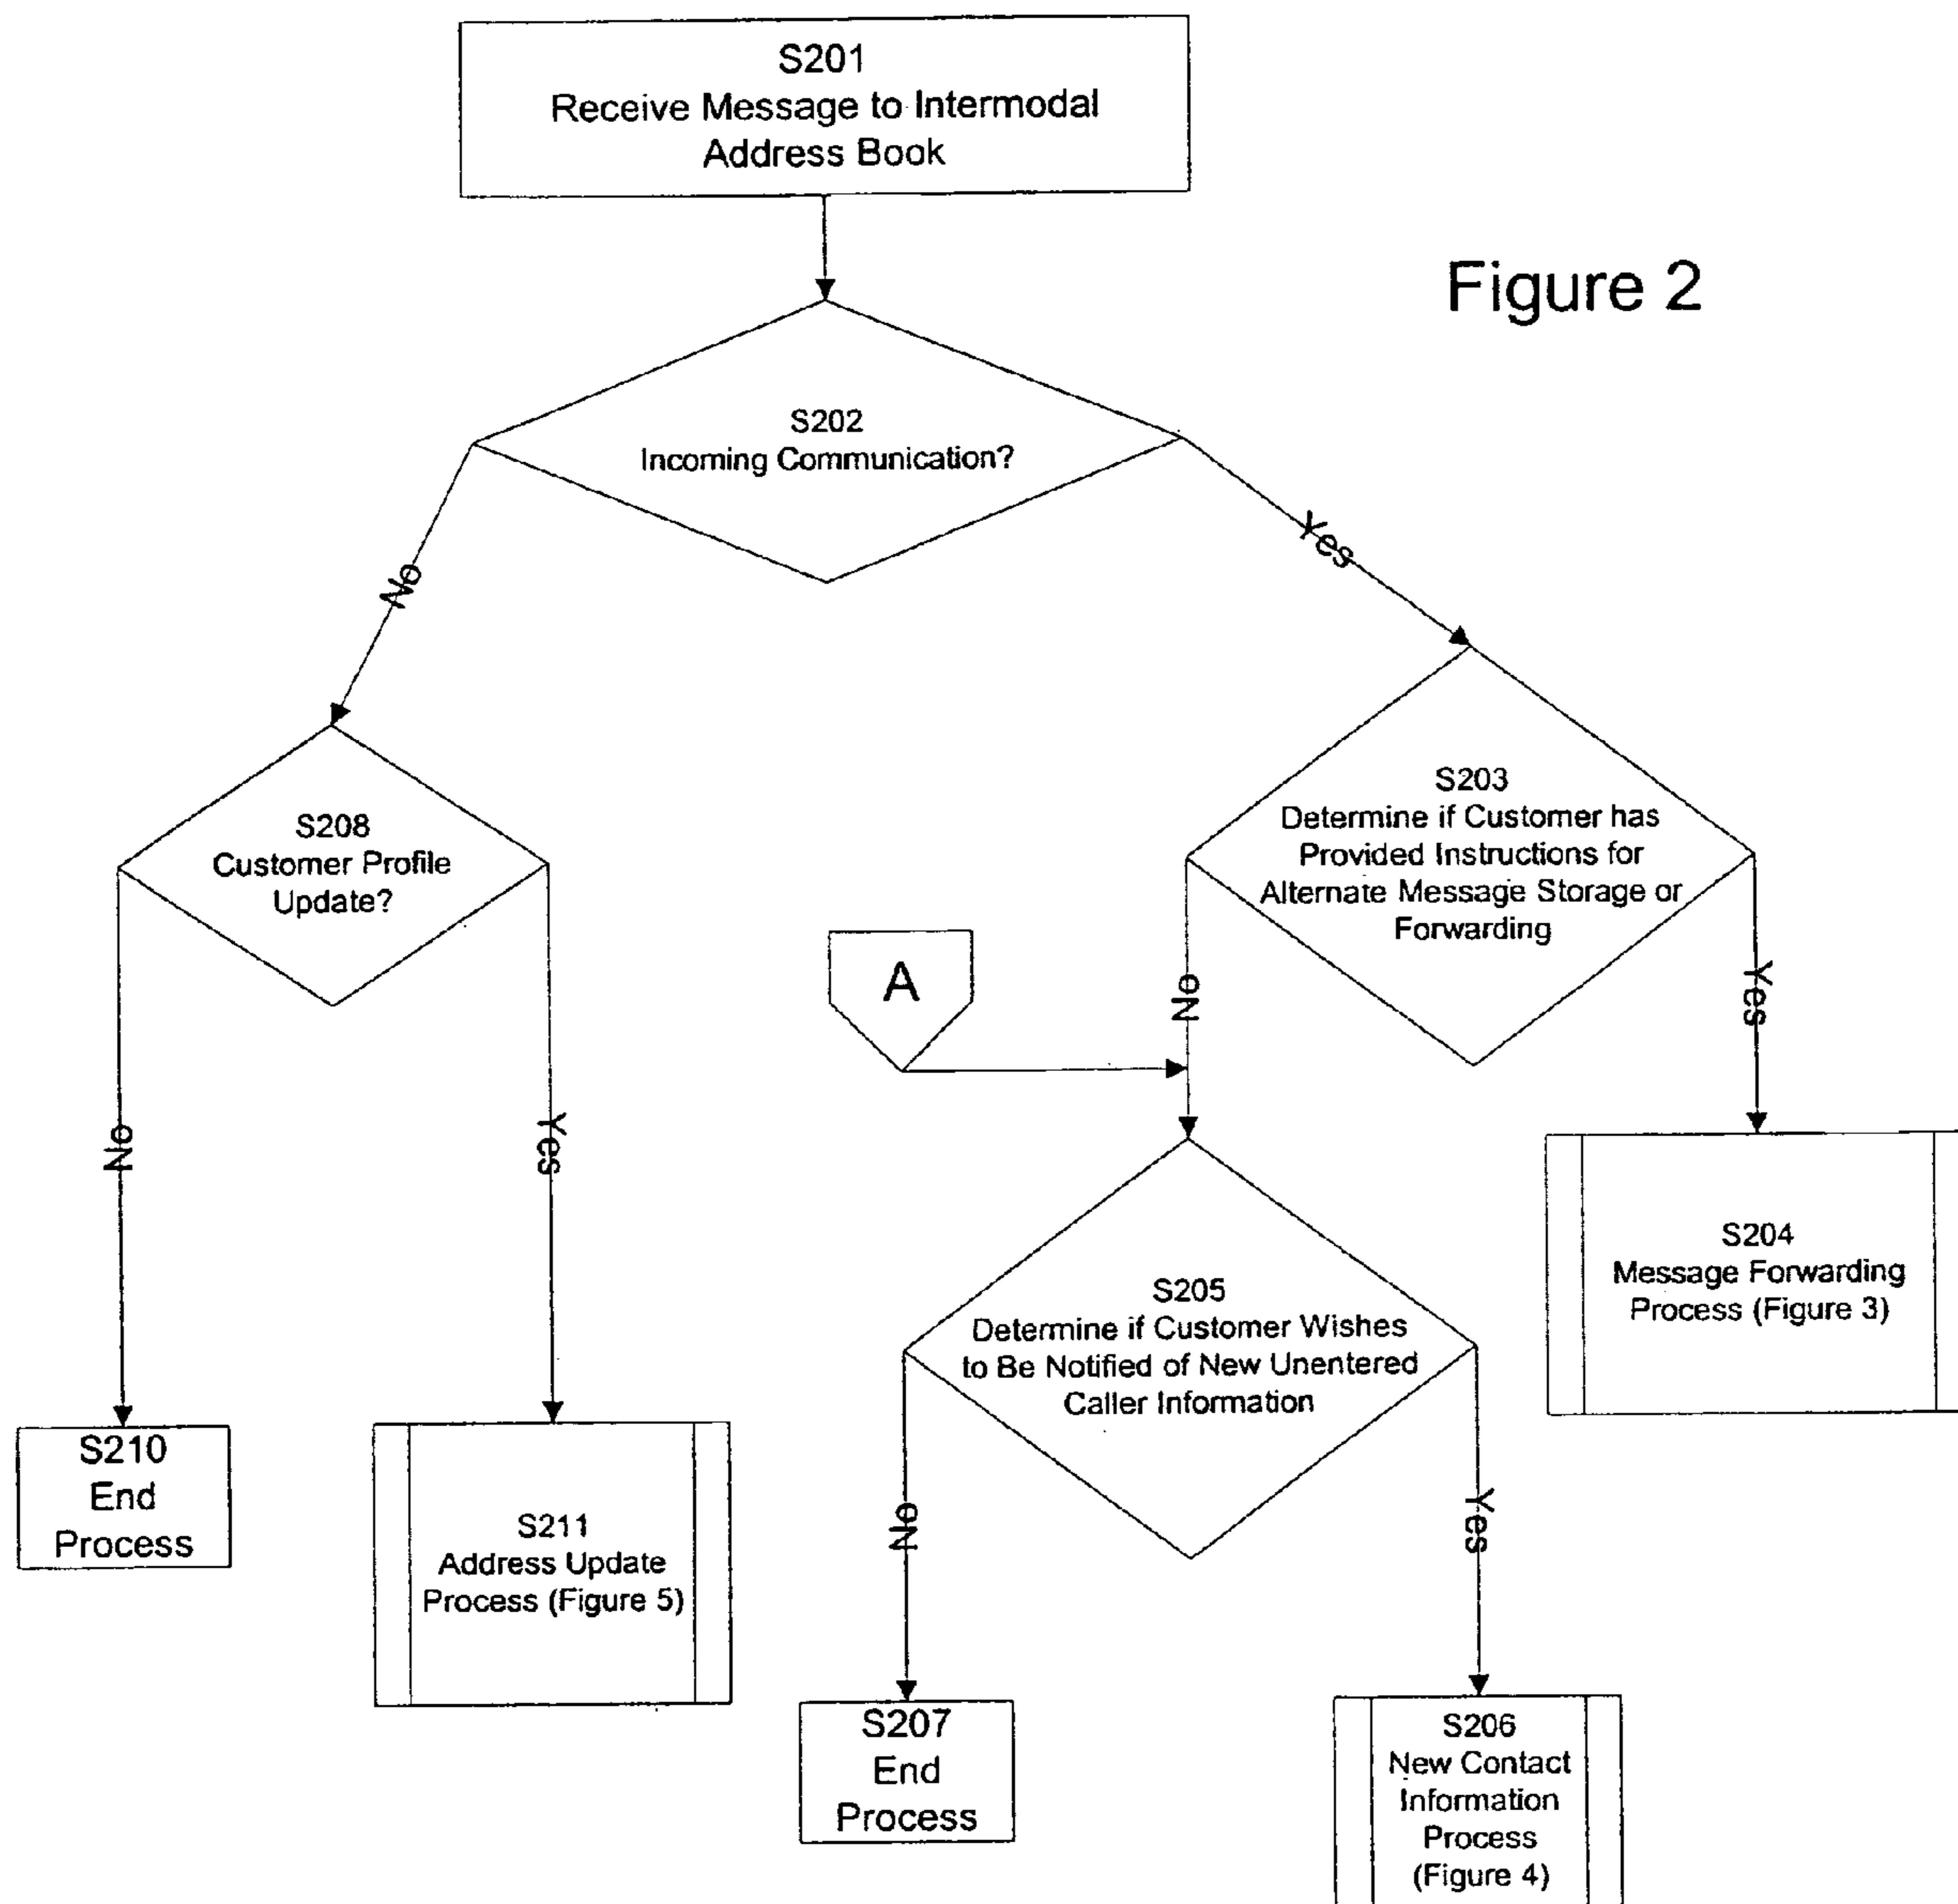 S201
Receive Message to Intermodal
Address Book
Figure 2
S202
Incoming Communication?
No
Yes
S203
Determine if Customer has
Provided Instructions for
Alternate Message Storage or
Forwarding
S208
Customer Profile
Update?
A
No
Yes
No
Yes
S204
Message Forwarding
Process (Figure 3)
S205
Determine if Customer Wishes
to Be Notified of New Unentered
Caller Information
S210
End
Process
S211
Address Update
Process (Figure 5)
No
Yes
S207
End
Process
S206
New Contact
Information
Process
(Figure 4)